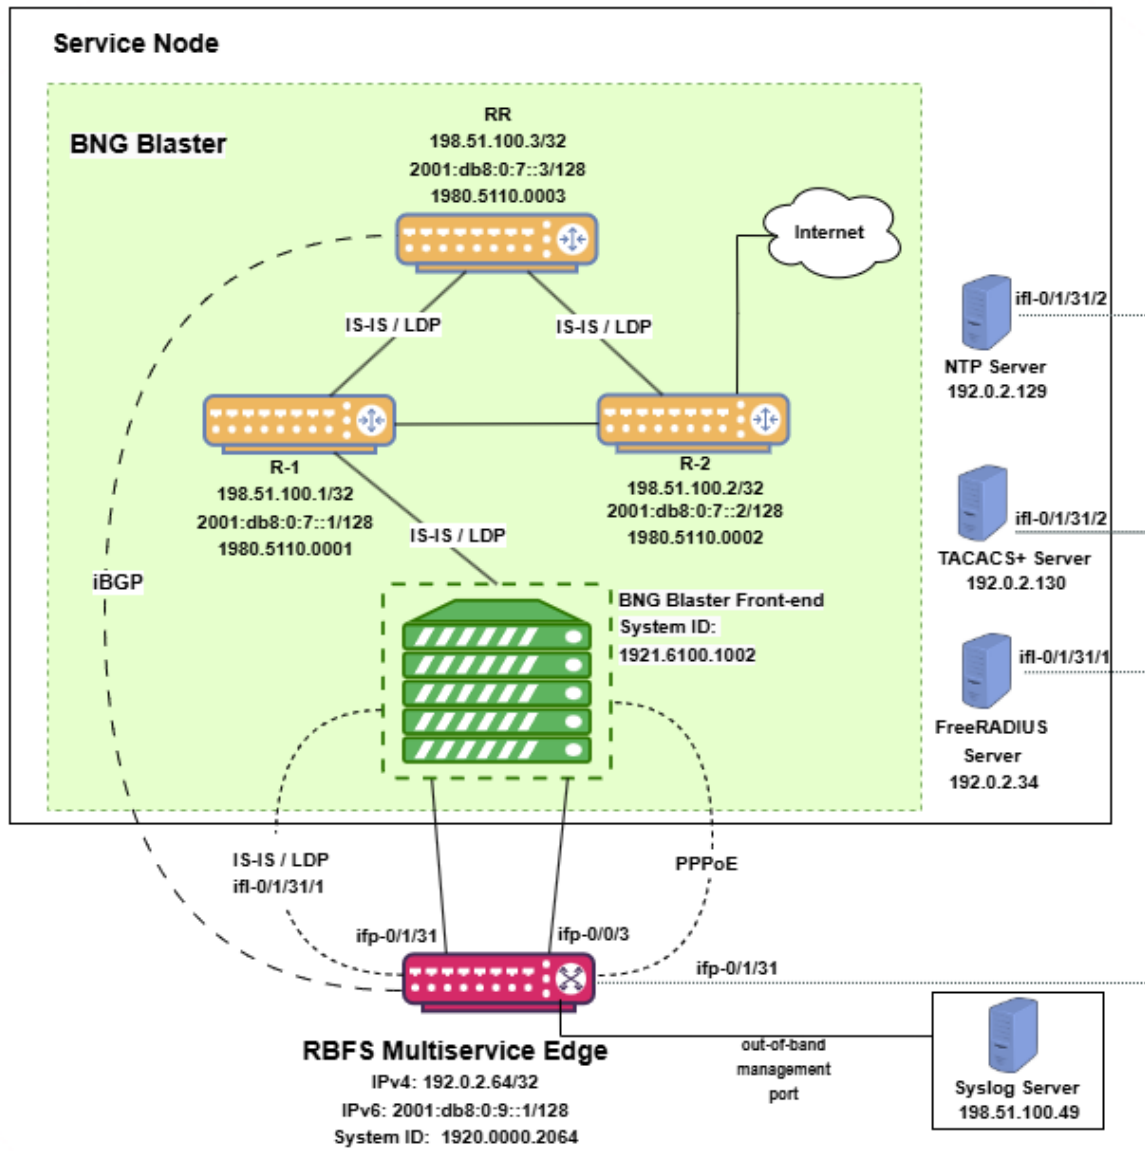 Service Node
BNG Blaster
RR
198.51.100.3/32
2001:db8:0:7::3/128
1980.5110.0003
Internet
IS-IS / LDP
IS-IS / LDP
ifl-0/1/31/2
NTP Server
192.0.2.129
R-1
198.51.100.1/32
2001:db8:0:7::1/128
1980.5110.0001
R-2
198.51.100.2/32
2001:db8:0:7::2/128
1980.5110.0002
IS-IS / LDP
ifl-0/1/31/2
TACACS+ Server
192.0.2.130
iBGP
BNG Blaster Front-end
System ID:
1921.6100.1002
ifl-0/1/31/1
FreeRADIUS
Server
192.0.2.34
IS-IS / LDP
ifl-0/1/31/1
PPPoE
ifp-0/1/31
ifp-0/0/3
ifp-0/1/31
RBFS Multiservice Edge
IPv4: 192.0.2.64/32
IPv6: 2001:db8:0:9::1/128
System ID: 1920.0000.2064
out-of-band
management
port
Syslog Server
198.51.100.49